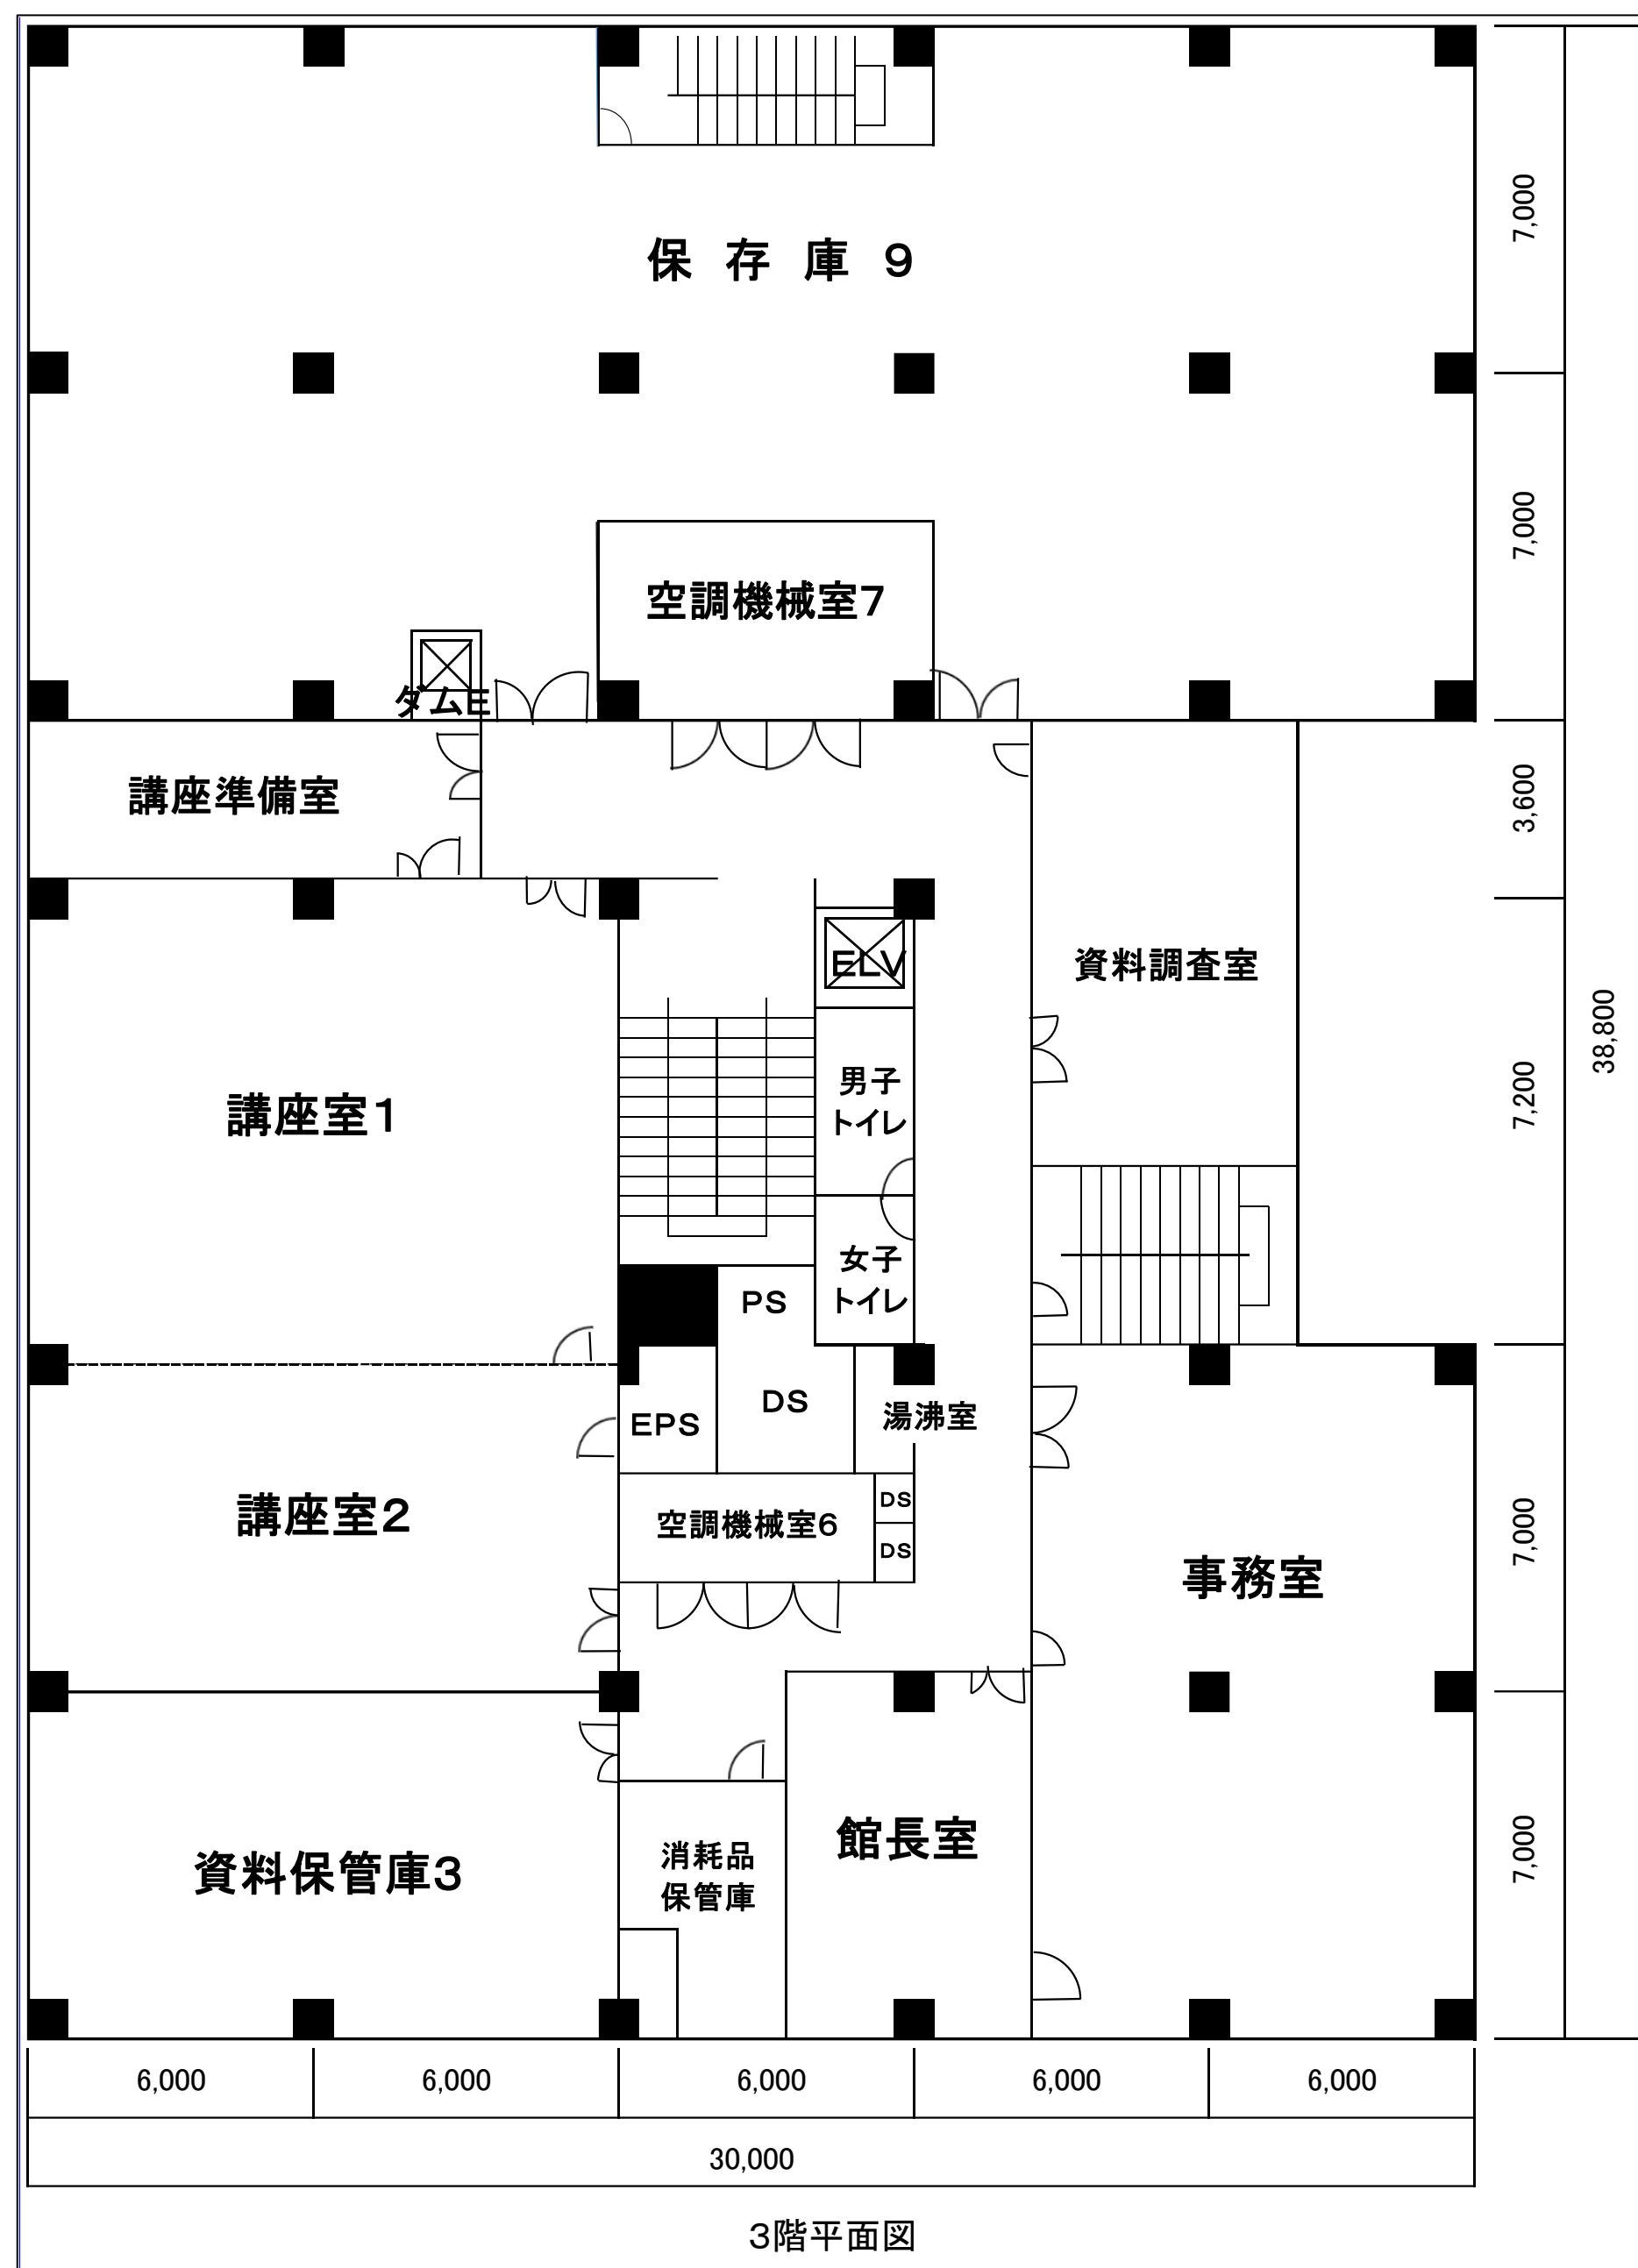 保 存 庫 9
7,000
7,000
空調機械室7
ダムE
講座準備室
3,600
資料調査室
ELV
38,800
男子
トイレ
講座室1
7,200
女子
トイレ
PS
DS
EPS
湯沸室
DS
空調機械室6
DS
講座室2
7,000
事務室
館長室
消耗品
保管庫
資料保管庫3
7,000
6,000
6,000
6,000
6,000
6,000
30,000
3階平面図